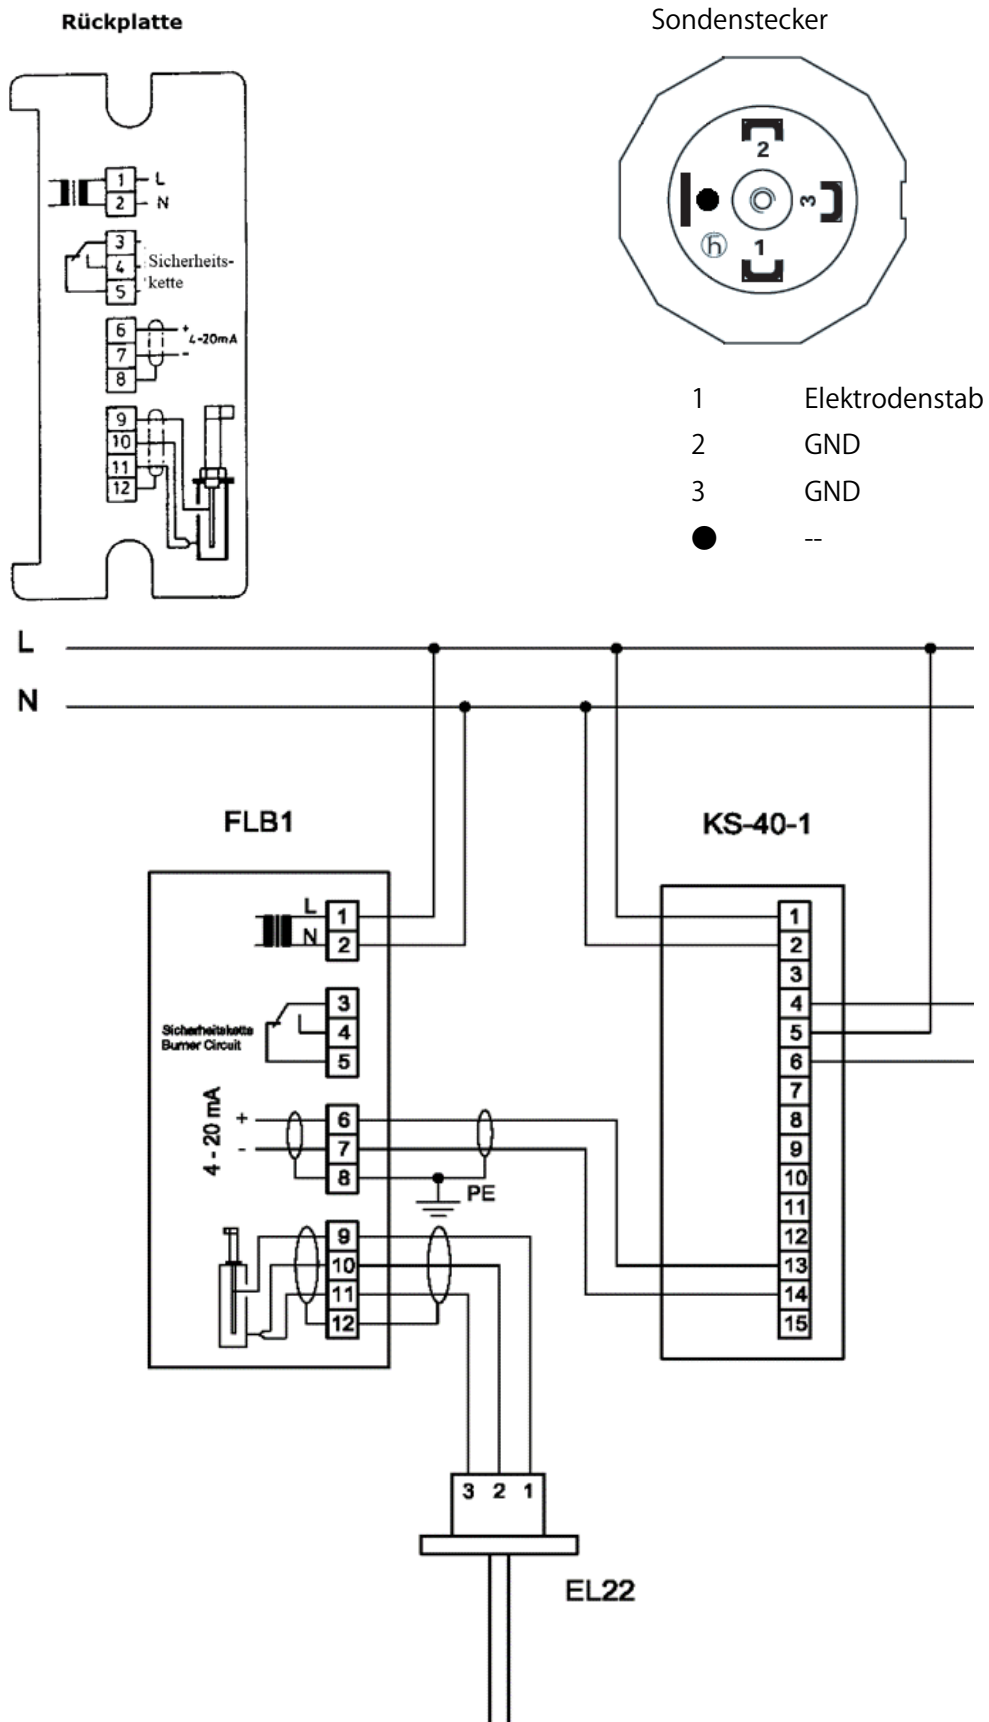 Rückplatte
1 L
2 N
3
4
5
Sicherheits-
kette
6 +
4-20mA
7 -
8
9
10
11
12
Sondenstecker
2
3
1
h
1 Elektrodenstab
2 GND
3 GND
● --
L
N
FLB1
L 1
N 2
3
4
5
Sicherheitskette
Burner Circuit
4 - 20 mA
+ 6
- 7
8
PE
9
10
11
12
KS-40-1
1
2
3
4
5
6
7
8
9
10
11
12
13
14
15
3 2 1
EL22